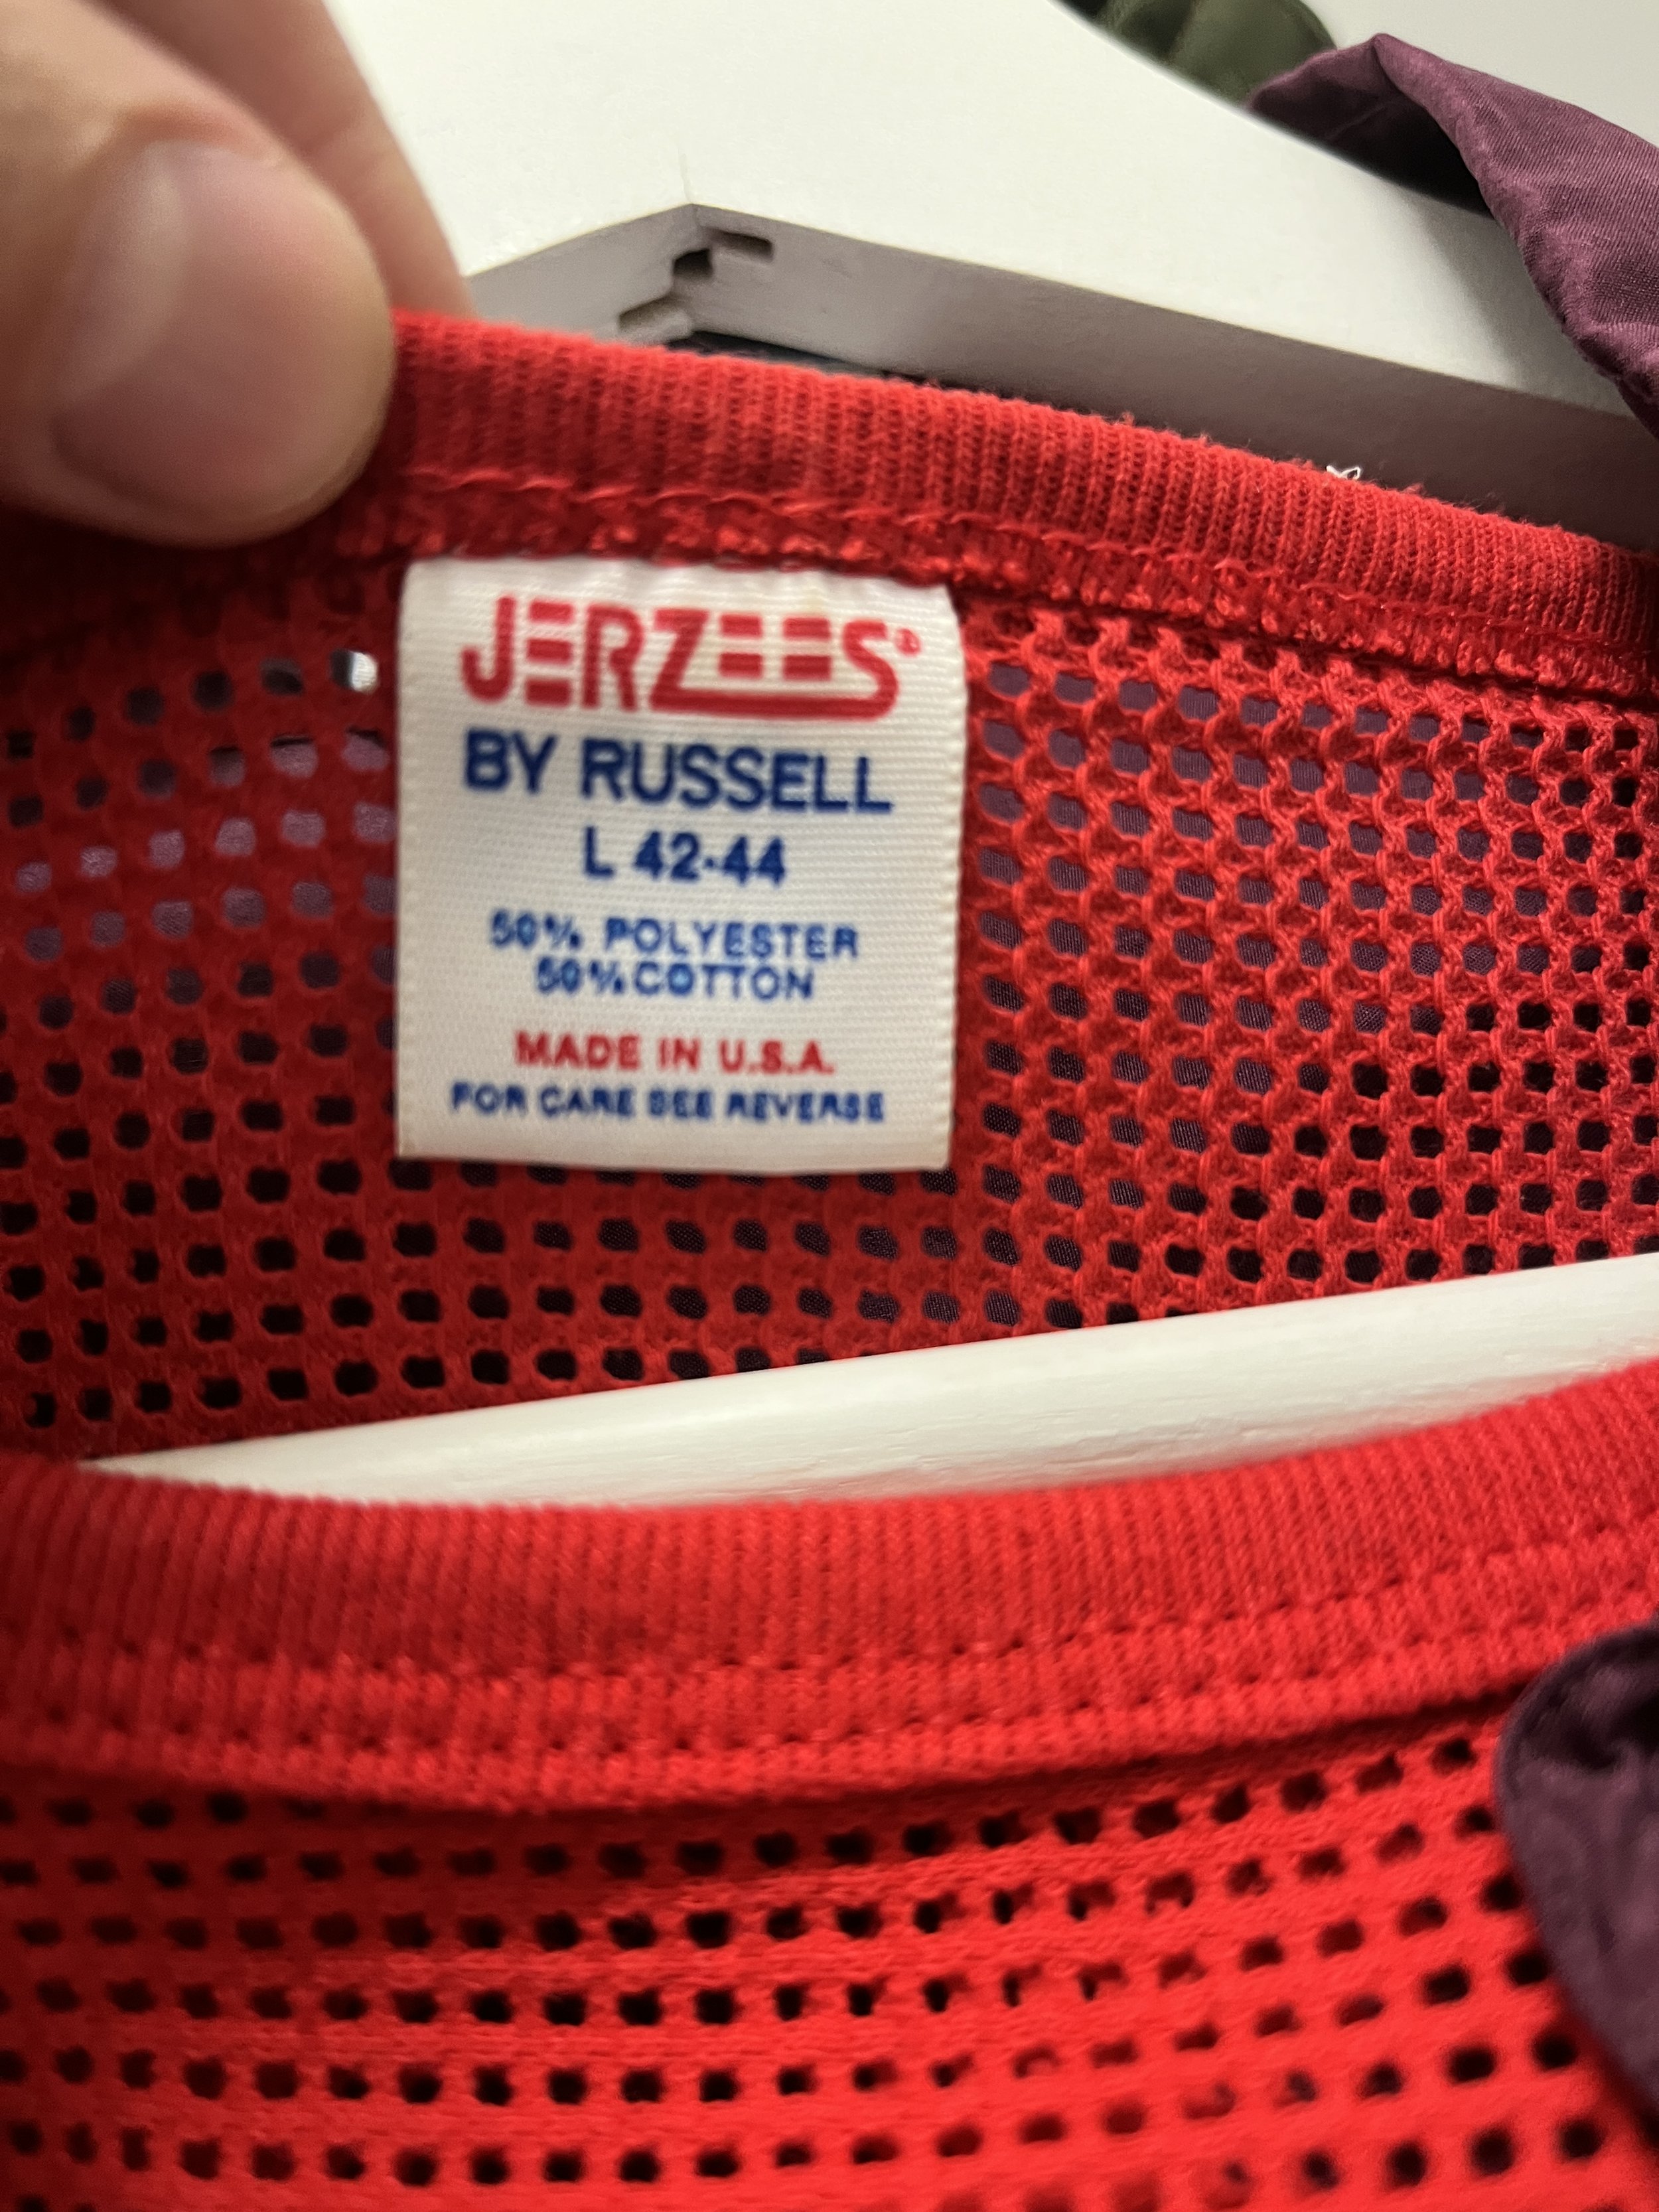 JERZEES®
BY RUSSELL
L 42-44
50% POLYESTER
50% COTTON
MADE IN U.S.A.
FOR CARE SEE REVERSE